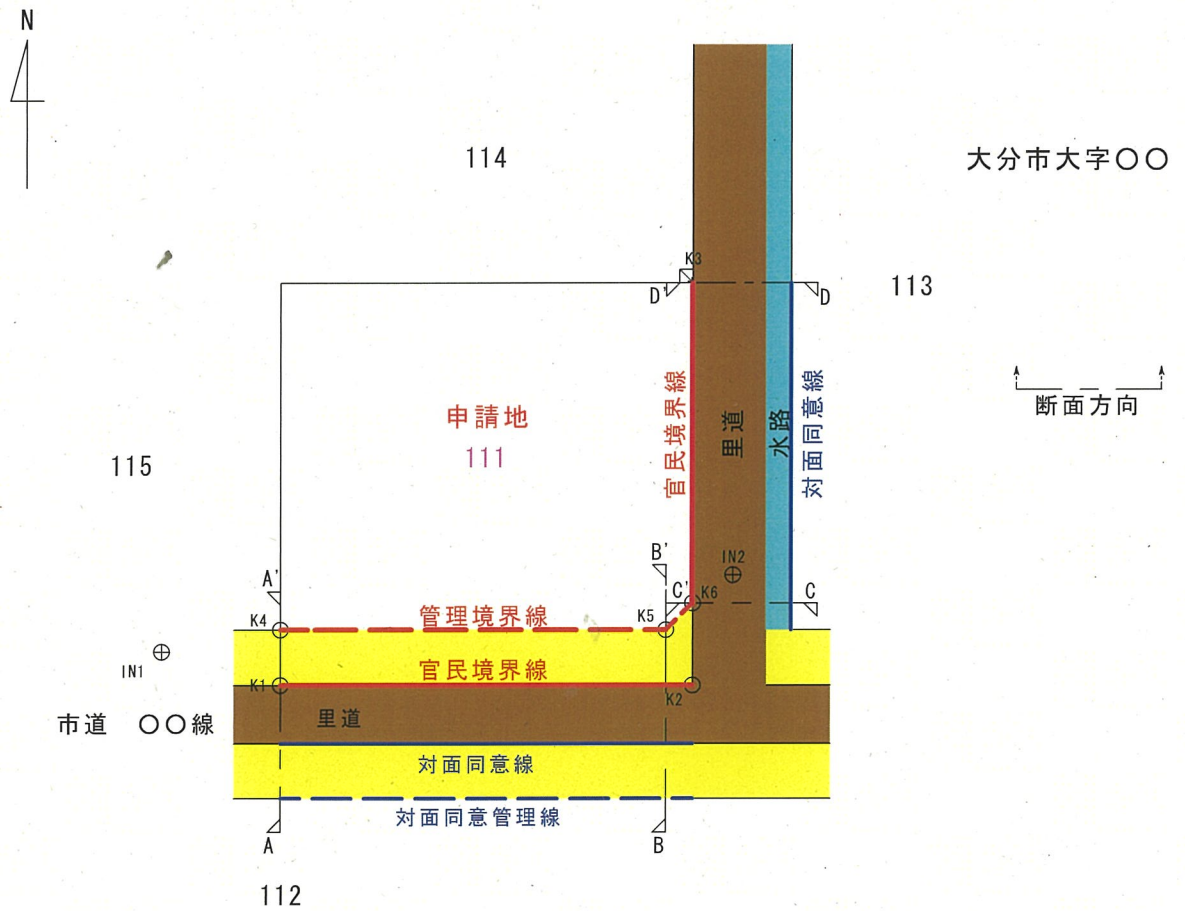 N
114
大分市大字〇〇
K3
D'
D
113
断面方向
申請地
111
官民境界線
里道
水路
対面同意線
115
A'
B'
IN2
C'
K6
C
K4
管理境界線
K5
IN1
官民境界線
K1
K2
市道 〇〇線
里道
対面同意線
対面同意管理線
A
B
112